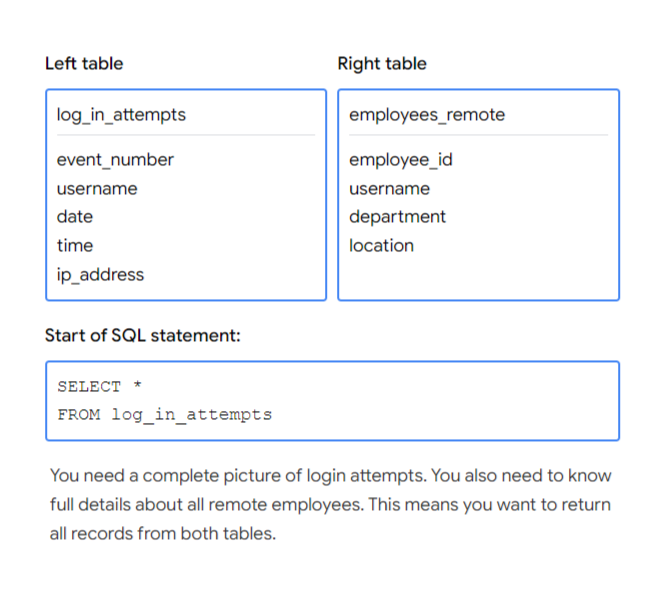 Left table
Right table
log_in_attempts
event_number
username
date
time
ip_address
employees_remote
employee_id
username
department
location
Start of SQL statement:
SELECT *
FROM log_in_attempts
You need a complete picture of login attempts. You also need to know
full details about all remote employees. This means you want to return
all records from both tables.